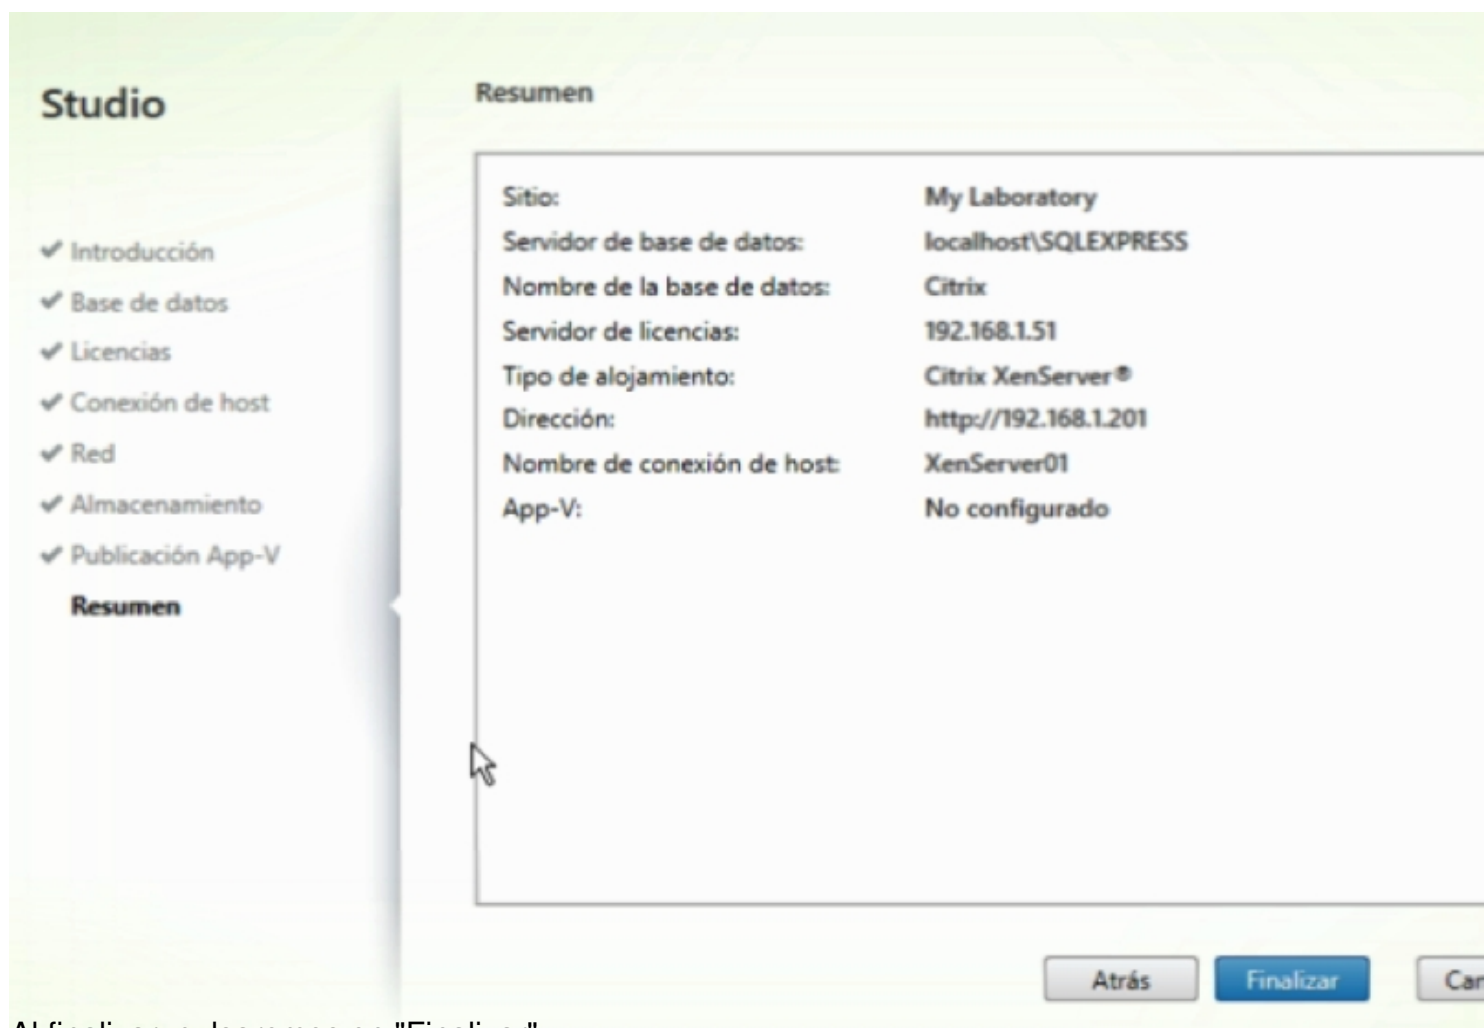 Studio
Introducción
Base de datos
Licencias
Conexión de host
Red
Almacenamiento
Publicación App-V
Resumen
Resumen
Sitio: My Laboratory
Servidor de base de datos: localhost\SQLEXPRESS
Nombre de la base de datos: Citrix
Servidor de licencias: 192.168.1.51
Tipo de alojamiento: Citrix XenServer®
Dirección: http://192.168.1.201
Nombre de conexión de host: XenServer01
App-V: No configurado
Atrás
Finalizar